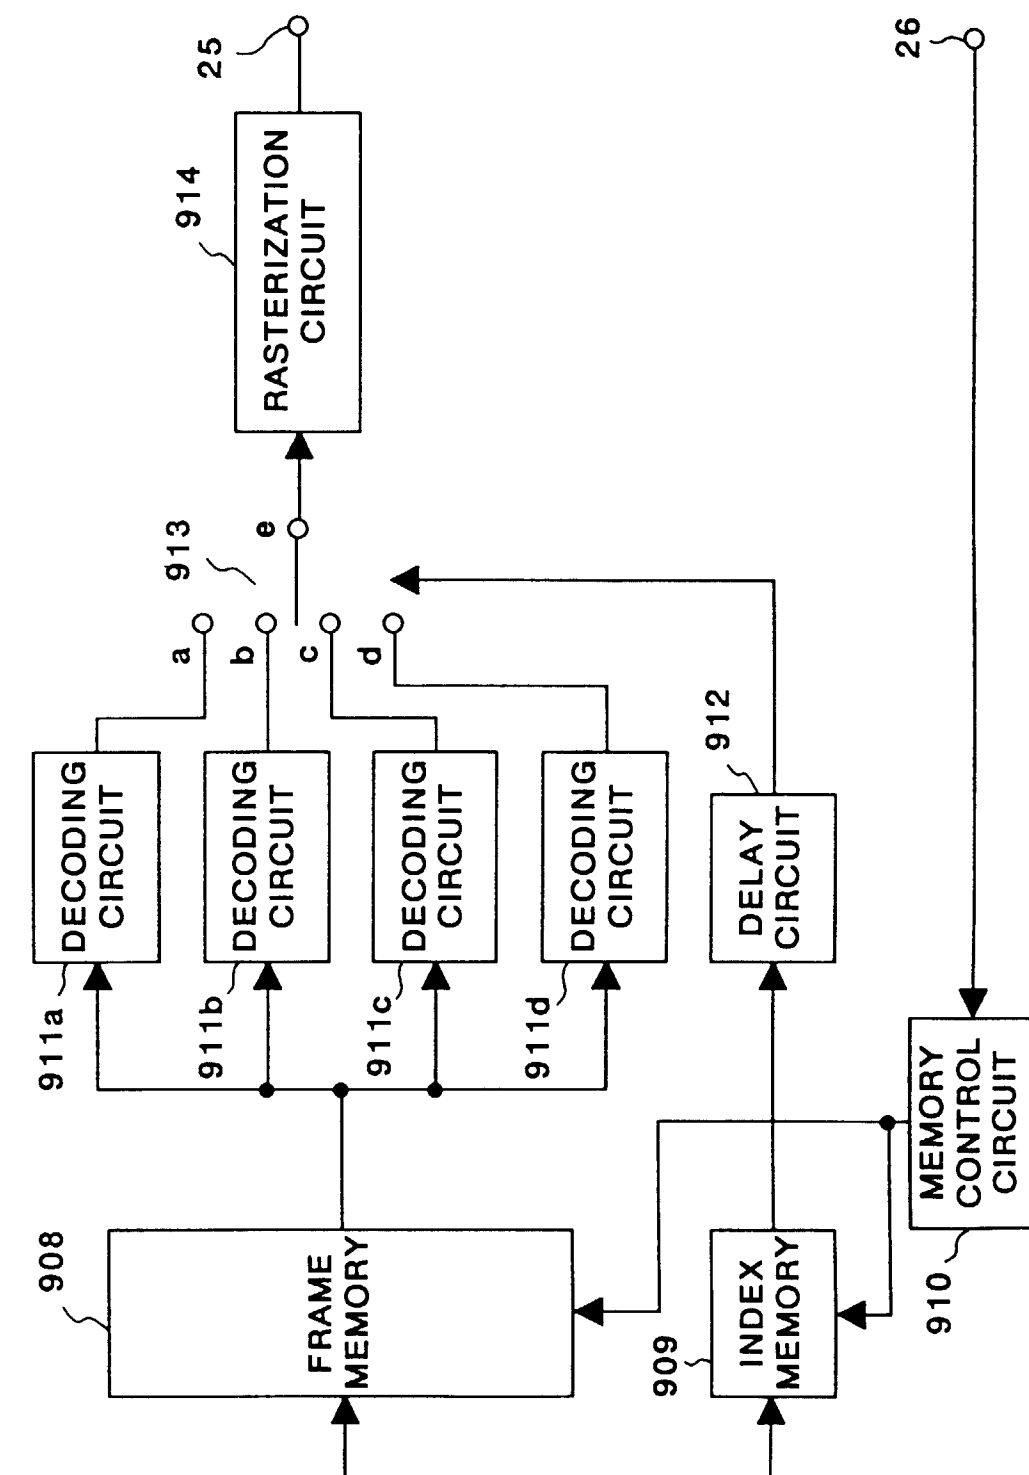 908
FRAME
MEMORY
909
INDEX
MEMORY
910
MEMORY
CONTROL
CIRCUIT
911a
DECODING
CIRCUIT
911b
DECODING
CIRCUIT
911c
DECODING
CIRCUIT
911d
DECODING
CIRCUIT
912
DELAY
CIRCUIT
a
b
c
d
913
e
914
RASTERIZATION
CIRCUIT
25
26